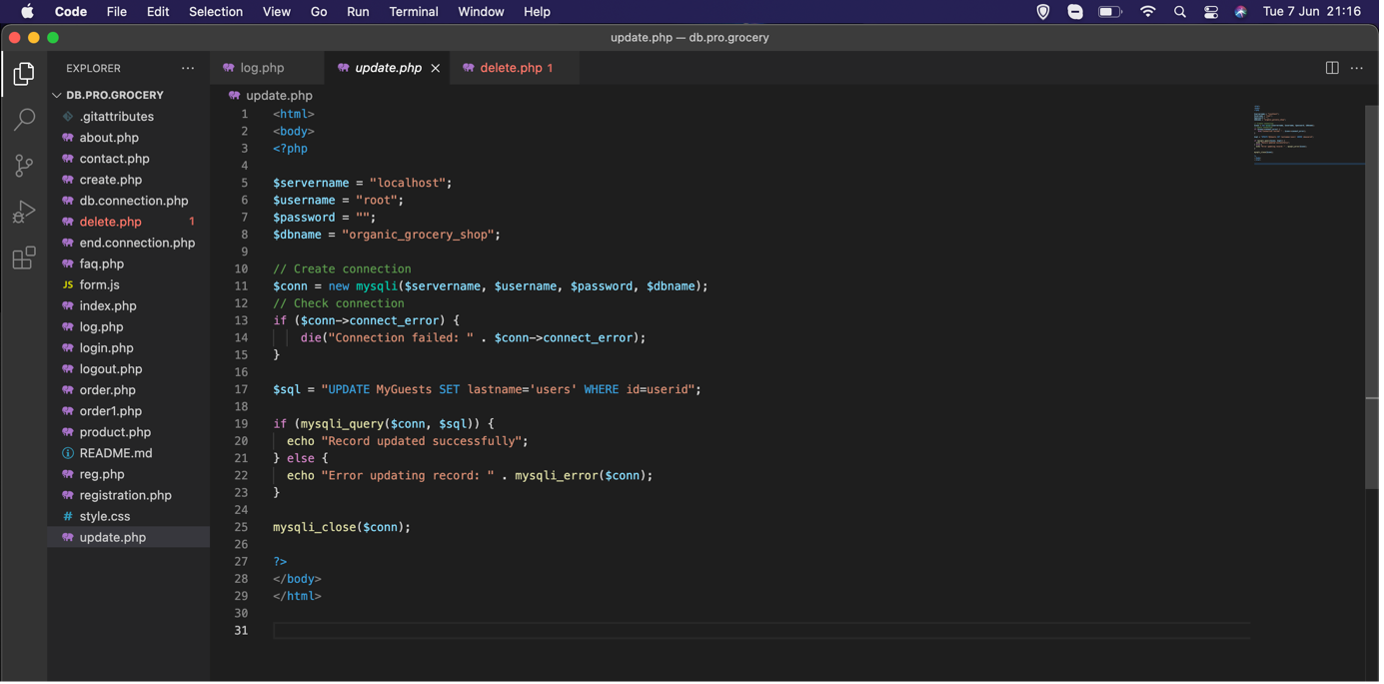 Code File Edit Selection View Go Run Terminal Window Help Tue 7 Jun 21:16
update.php — db.pro.grocery
EXPLORER ···
DB.PRO.GROCERY
.gitattributes
about.php
contact.php
create.php
db.connection.php
delete.php 1
end.connection.php
faq.php
JS form.js
index.php
log.php
login.php
logout.php
order.php
order1.php
product.php
README.md
reg.php
registration.php
# style.css
update.php
log.php update.php × delete.php 1 ···
update.php
1 <html>
2 <body>
3 <?php
4
5 $servername = "localhost";
6 $username = "root";
7 $password = "";
8 $dbname = "organic_grocery_shop";
9
10 // Create connection
11 $conn = new mysqli($servername, $username, $password, $dbname);
12 // Check connection
13 if ($conn->connect_error) {
14 die("Connection failed: " . $conn->connect_error);
15 }
16
17 $sql = "UPDATE MyGuests SET lastname='users' WHERE id=userid";
18
19 if (mysqli_query($conn, $sql)) {
20 echo "Record updated successfully";
21 } else {
22 echo "Error updating record: " . mysqli_error($conn);
23 }
24
25 mysqli_close($conn);
26
27 ?>
28 </body>
29 </html>
30
31